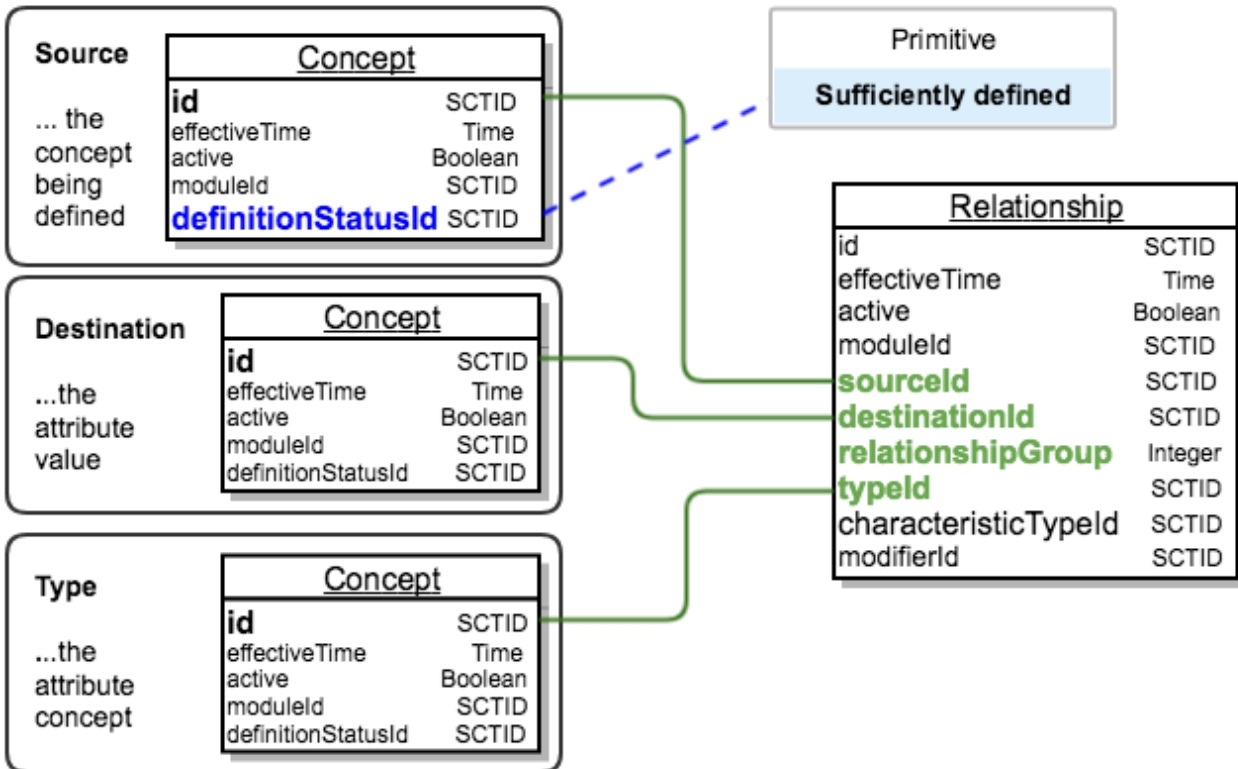 Source
... the
concept
being
defined
Concept
id SCTID
effectiveTime Time
active Boolean
moduleId SCTID
definitionStatusId SCTID
Primitive
Sufficiently defined
Destination
...the
attribute
value
Concept
id SCTID
effectiveTime Time
active Boolean
moduleId SCTID
definitionStatusId SCTID
Type
...the
attribute
concept
Concept
id SCTID
effectiveTime Time
active Boolean
moduleId SCTID
definitionStatusId SCTID
Relationship
id SCTID
effectiveTime Time
active Boolean
moduleId SCTID
sourceId SCTID
destinationId SCTID
relationshipGroup Integer
typeId SCTID
characteristicTypeId SCTID
modifierId SCTID